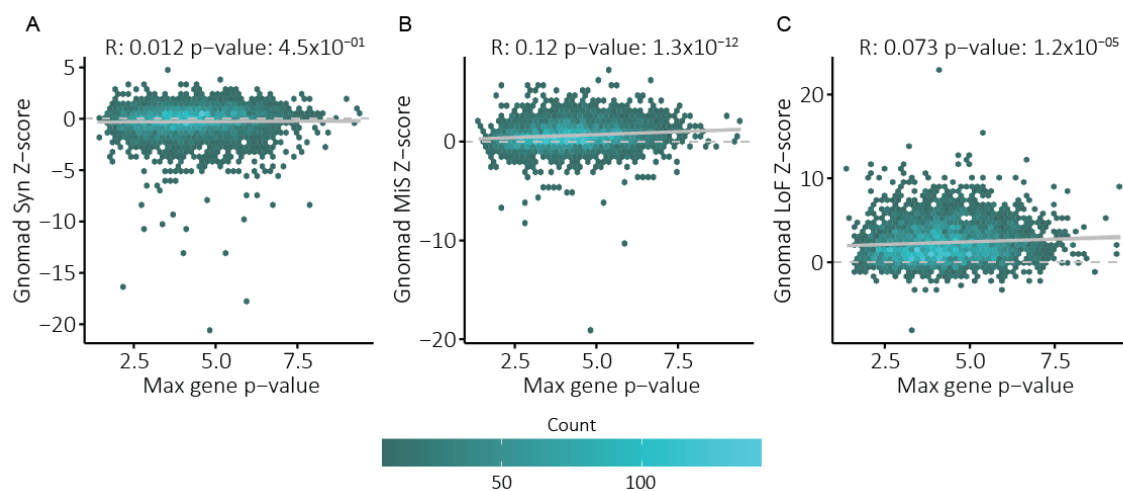 A
R: 0.012 p−value: 4.5x10⁻⁰¹
Gnomad Syn Z−score
5
0
−5
−10
−15
−20
2.5
5.0
7.5
Max gene p−value
B
R: 0.12 p−value: 1.3x10⁻¹²
Gnomad MiS Z−score
0
−10
−20
2.5
5.0
7.5
Max gene p−value
C
R: 0.073 p−value: 1.2x10⁻⁰⁵
Gnomad LoF Z−score
20
10
0
2.5
5.0
7.5
Max gene p−value
Count
50
100